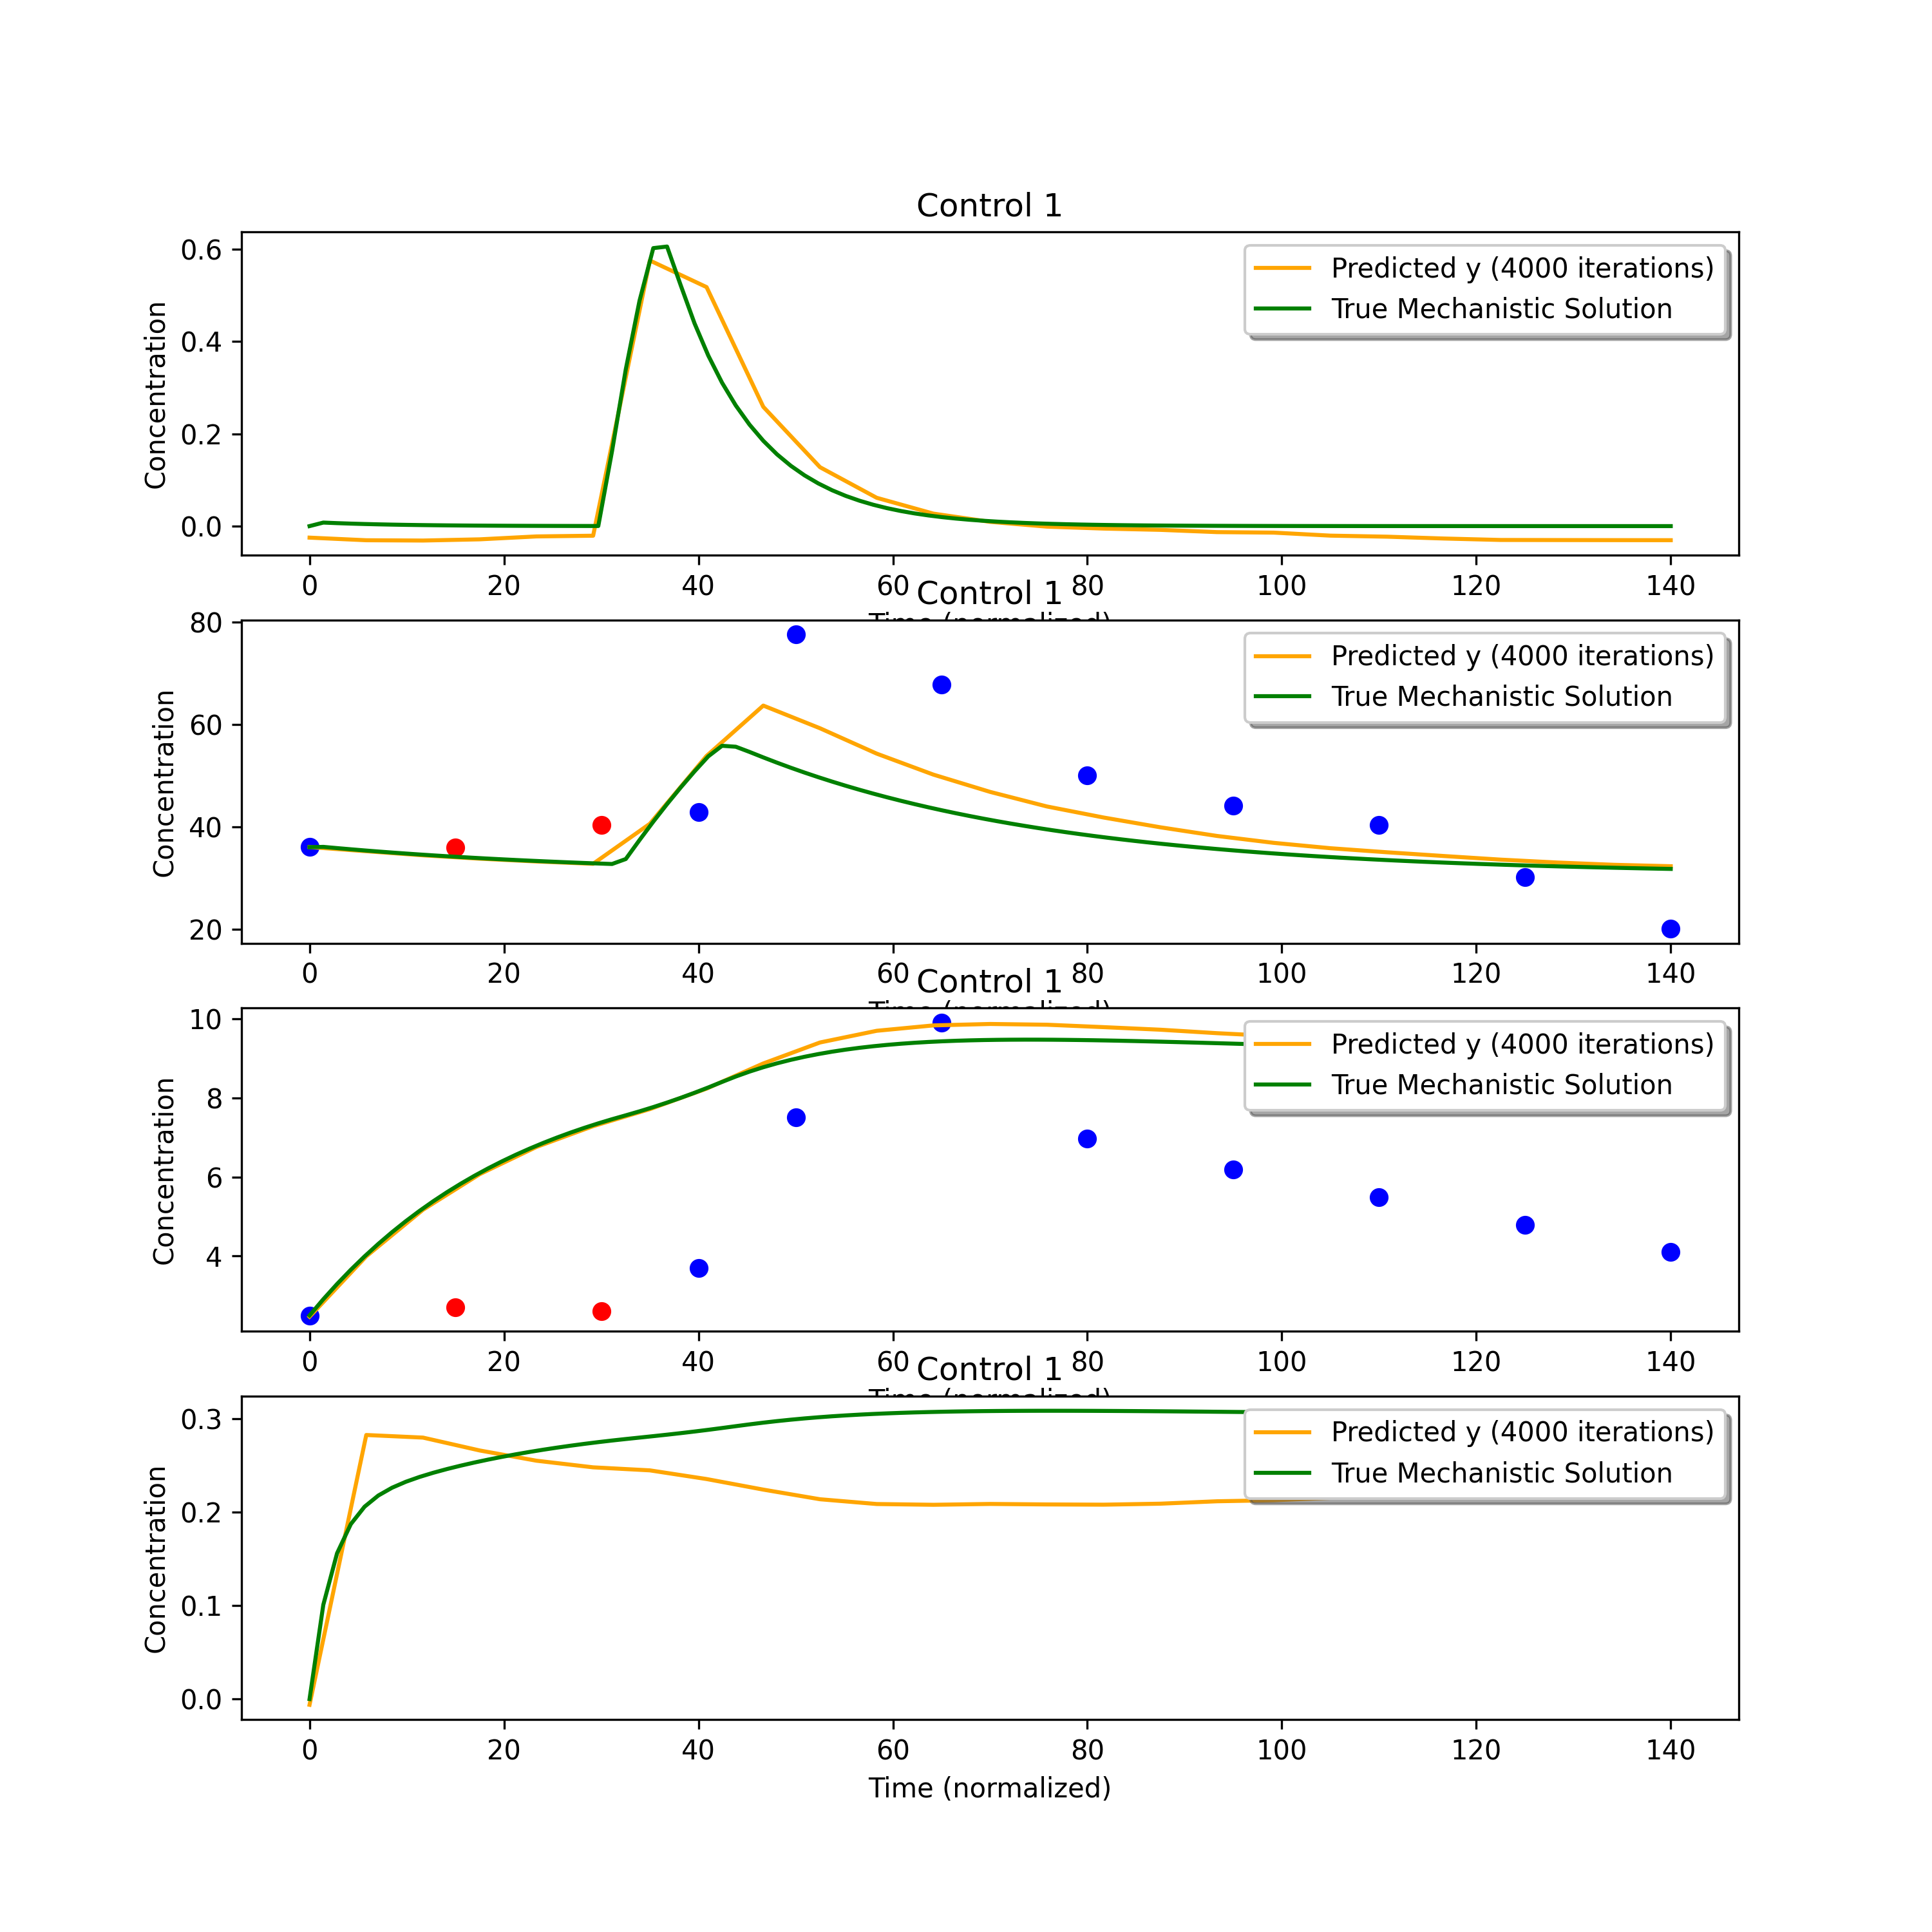 Control 1
Concentration
0.6
0.4
0.2
0.0
Predicted y (4000 iterations)
True Mechanistic Solution
0 20 40 60 80 100 120 140
Control 1
Concentration
80
60
40
20
Predicted y (4000 iterations)
True Mechanistic Solution
0 20 40 60 80 100 120 140
Control 1
Concentration
10
8
6
4
Predicted y (4000 iterations)
True Mechanistic Solution
0 20 40 60 80 100 120 140
Control 1
Concentration
0.3
0.2
0.1
0.0
Predicted y (4000 iterations)
True Mechanistic Solution
0 20 40 60 80 100 120 140
Time (normalized)